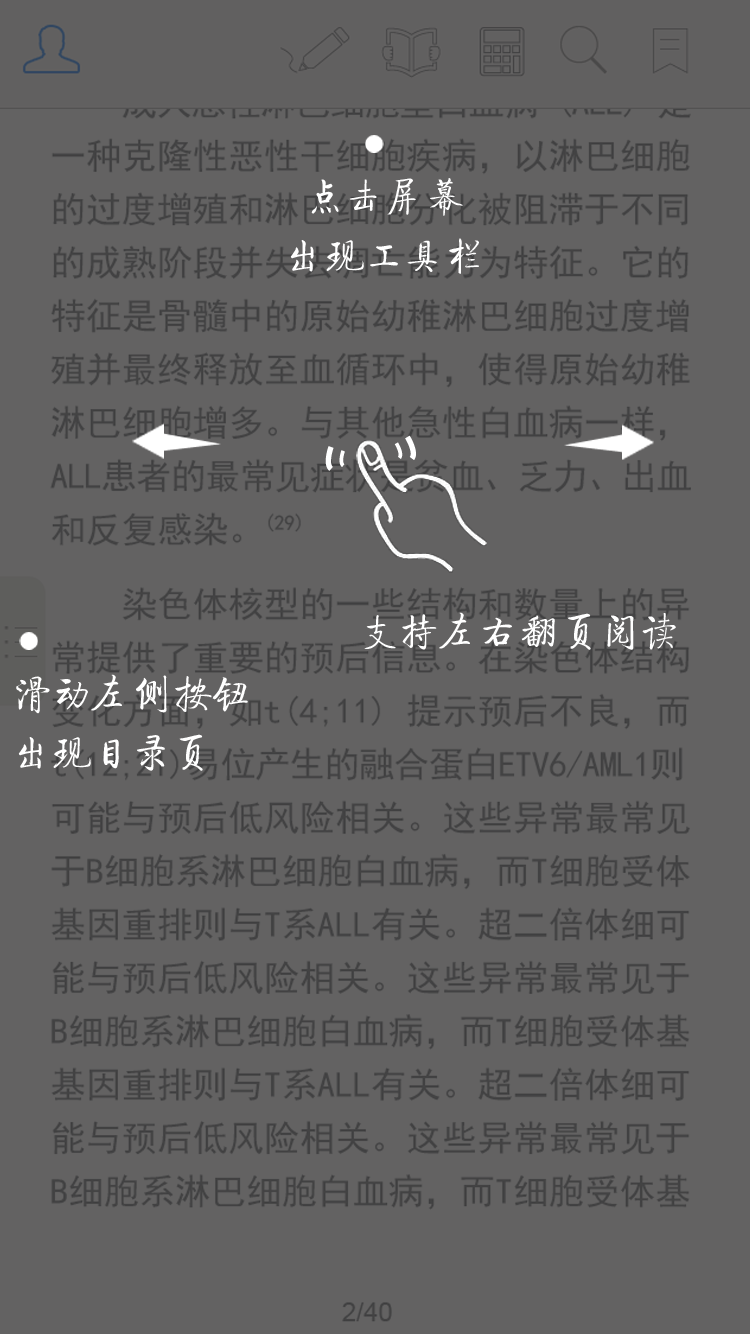 点击屏幕
出现工具栏
成人急性淋巴细胞型白血病（ALL）是
一种克隆性恶性干细胞疾病，以淋巴细胞
的过度增殖和淋巴细胞分化被阻滞于不同
的成熟阶段并失去调亡能力为特征。它的
特征是骨髓中的原始幼稚淋巴细胞过度增
殖并最终释放至血循环中，使得原始幼稚
淋巴细胞增多。与其他急性白血病一样，
ALL患者的最常见症状是贫血、乏力、出血
和反复感染。(29)
支持左右翻页阅读
滑动左侧按钮
出现目录页
染色体核型的一些结构和数量上的异
常提供了重要的预后信息。在染色体结构
变化方面，如t(4;11) 提示预后不良，而
t(12;21)易位产生的融合蛋白ETV6/AML1则
可能与预后低风险相关。这些异常最常见
于B细胞系淋巴细胞白血病，而T细胞受体
基因重排则与T系ALL有关。超二倍体细可
能与预后低风险相关。这些异常最常见于
B细胞系淋巴细胞白血病，而T细胞受体基
基因重排则与T系ALL有关。超二倍体细可
能与预后低风险相关。这些异常最常见于
B细胞系淋巴细胞白血病，而T细胞受体基
2/40